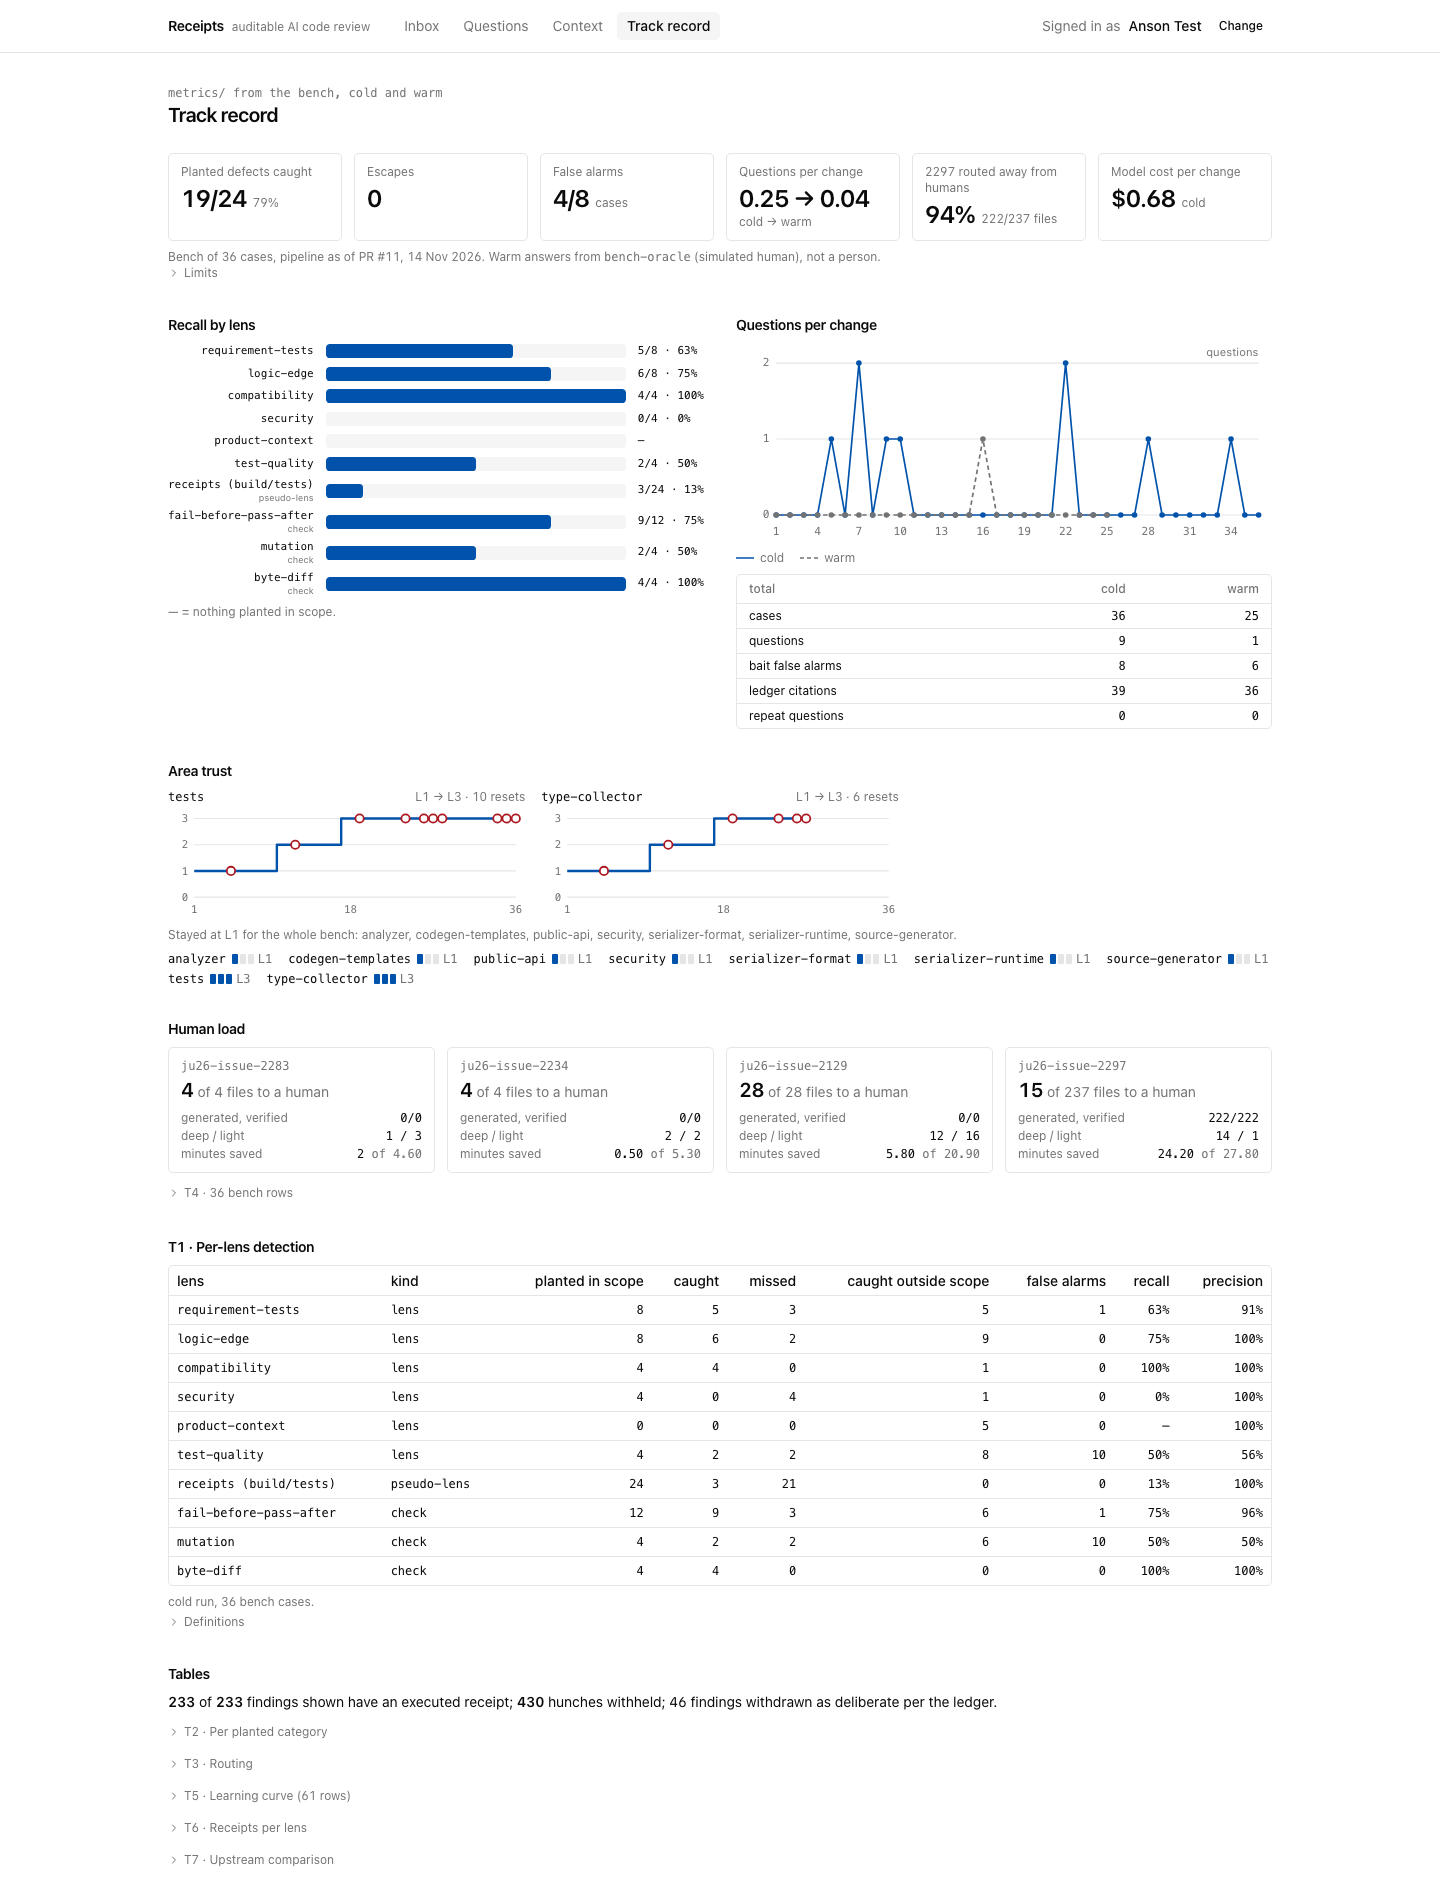 Receipts auditable AI code review Inbox Questions Context Track record Signed in as Anson Test Change
metrics/ from the bench, cold and warm
Track record
Planted defects caught
19/24 79%
Escapes
0
False alarms
4/8 cases
Questions per change
0.25 → 0.04
cold → warm
2297 routed away from
humans
94% 222/237 files
Model cost per change
$0.68 cold
Bench of 36 cases, pipeline as of PR #11, 14 Nov 2026. Warm answers from bench-oracle (simulated human), not a person.
Limits
Recall by lens
requirement-tests 5/8 · 63%
logic-edge 6/8 · 75%
compatibility 4/4 · 100%
security 0/4 · 0%
product-context —
test-quality 2/4 · 50%
receipts (build/tests) 3/24 · 13%
pseudo-lens
fail-before-pass-after 9/12 · 75%
check
mutation 2/4 · 50%
check
byte-diff 4/4 · 100%
check
— = nothing planted in scope.
Questions per change
questions
2
1
0
1 4 7 10 13 16 19 22 25 28 31 34
cold warm
total cold warm
cases 36 25
questions 9 1
bait false alarms 8 6
ledger citations 39 36
repeat questions 0 0
Area trust
tests L1 → L3 · 10 resets
3
2
1
0
1 18 36
type-collector L1 → L3 · 6 resets
3
2
1
0
1 18 36
Stayed at L1 for the whole bench: analyzer, codegen-templates, public-api, security, serializer-format, serializer-runtime, source-generator.
analyzer L1 codegen-templates L1 public-api L1 security L1 serializer-format L1 serializer-runtime L1 source-generator L1
tests L3 type-collector L3
Human load
ju26-issue-2283
4 of 4 files to a human
generated, verified 0/0
deep / light 1 / 3
minutes saved 2 of 4.60
ju26-issue-2234
4 of 4 files to a human
generated, verified 0/0
deep / light 2 / 2
minutes saved 0.50 of 5.30
ju26-issue-2129
28 of 28 files to a human
generated, verified 0/0
deep / light 12 / 16
minutes saved 5.80 of 20.90
ju26-issue-2297
15 of 237 files to a human
generated, verified 222/222
deep / light 14 / 1
minutes saved 24.20 of 27.80
T4 · 36 bench rows
T1 · Per-lens detection
lens kind planted in scope caught missed caught outside scope false alarms recall precision
requirement-tests lens 8 5 3 5 1 63% 91%
logic-edge lens 8 6 2 9 0 75% 100%
compatibility lens 4 4 0 1 0 100% 100%
security lens 4 0 4 1 0 0% 100%
product-context lens 0 0 0 5 0 — 100%
test-quality lens 4 2 2 8 10 50% 56%
receipts (build/tests) pseudo-lens 24 3 21 0 0 13% 100%
fail-before-pass-after check 12 9 3 6 1 75% 96%
mutation check 4 2 2 6 10 50% 50%
byte-diff check 4 4 0 0 0 100% 100%
cold run, 36 bench cases.
Definitions
Tables
233 of 233 findings shown have an executed receipt; 430 hunches withheld; 46 findings withdrawn as deliberate per the ledger.
T2 · Per planted category
T3 · Routing
T5 · Learning curve (61 rows)
T6 · Receipts per lens
T7 · Upstream comparison